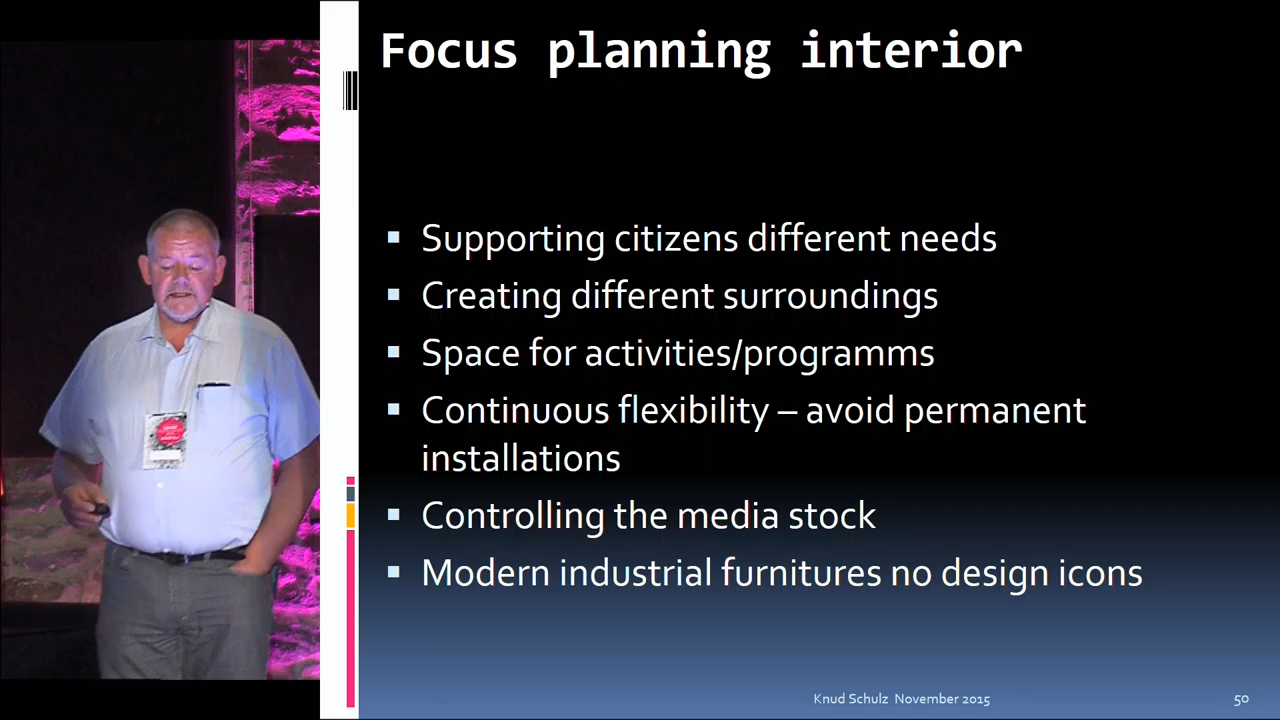 Focus planning interior
Supporting citizens different needs
Creating different surroundings
Space for activities/programms
Continuous flexibility – avoid permanent
installations
Controlling the media stock
Modern industrial furnitures no design icons
Knud Schulz November 2015
50